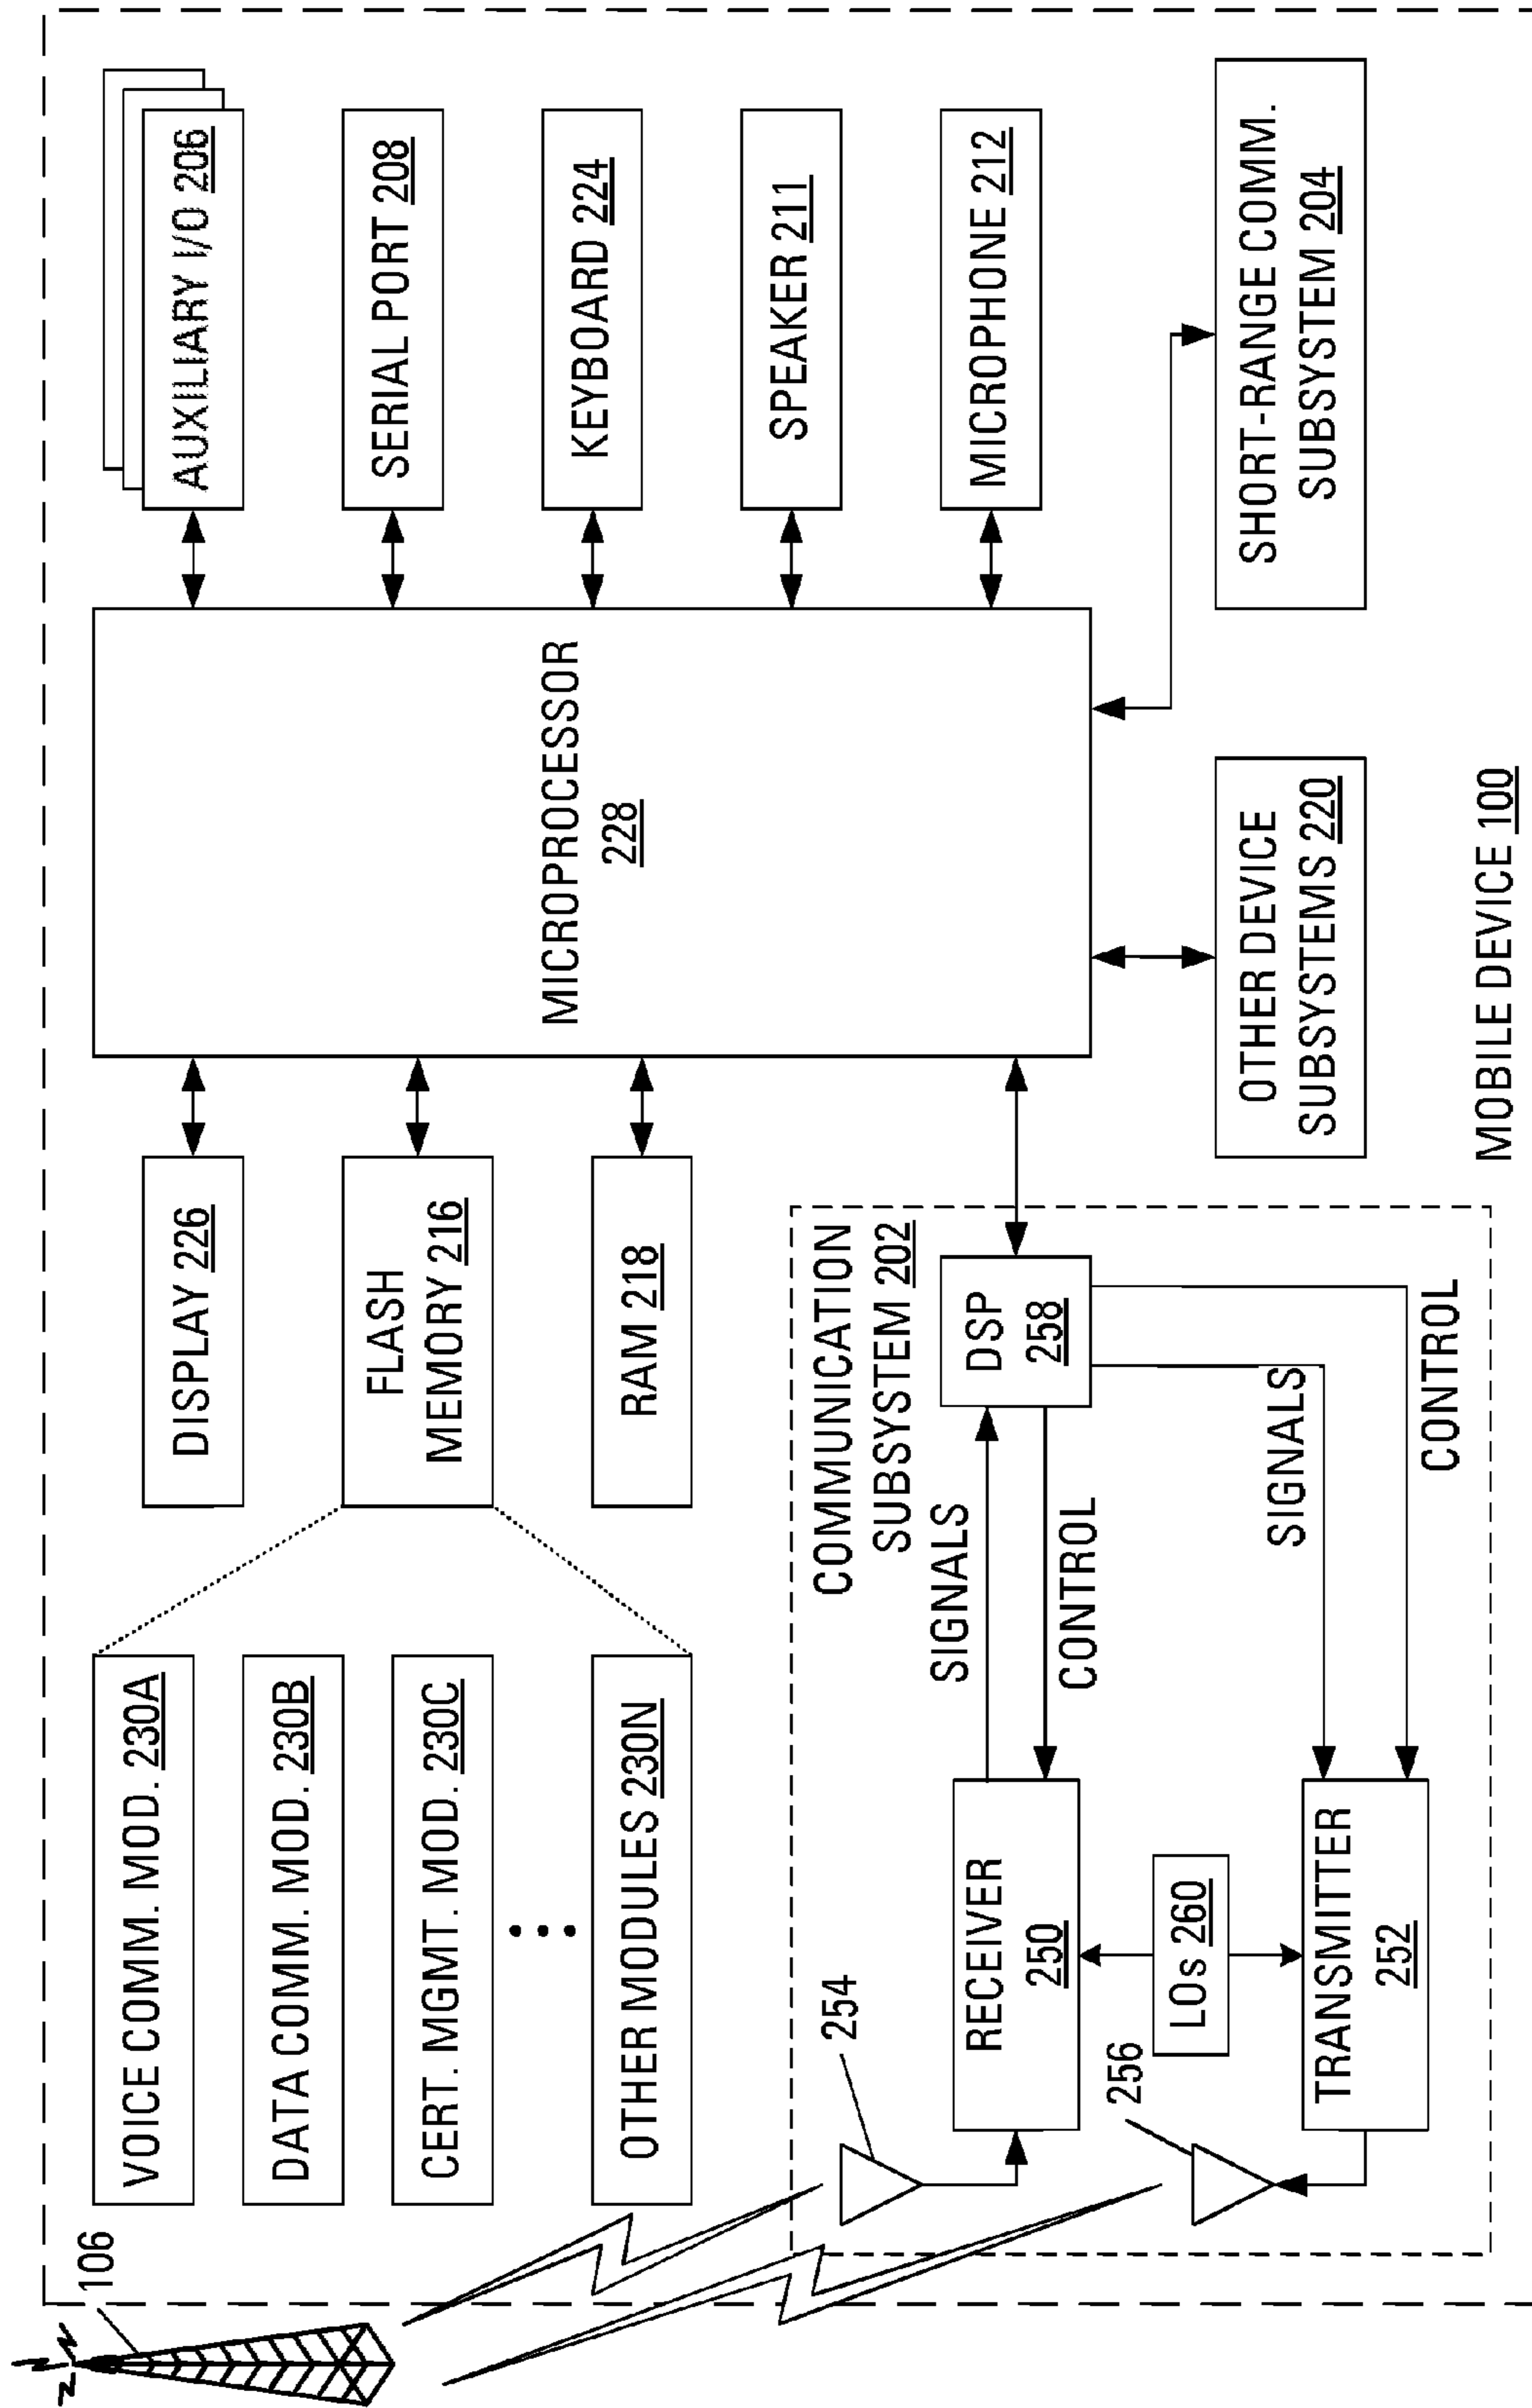 106
VOICE COMM. MOD. 230A
DATA COMM. MOD. 230B
CERT. MGMT. MOD. 230C
OTHER MODULES 230N
DISPLAY 226
FLASH
MEMORY 216
RAM 218
MICROPROCESSOR
228
AUXILIARY I/O 206
SERIAL PORT 208
KEYBOARD 224
SPEAKER 211
MICROPHONE 212
SHORT-RANGE COMM.
SUBSYSTEM 204
OTHER DEVICE
SUBSYSTEMS 220
COMMUNICATION
SUBSYSTEM 202
DSP
258
SIGNALS
CONTROL
SIGNALS
CONTROL
254
RECEIVER
250
LOs 260
256
TRANSMITTER
252
MOBILE DEVICE 100